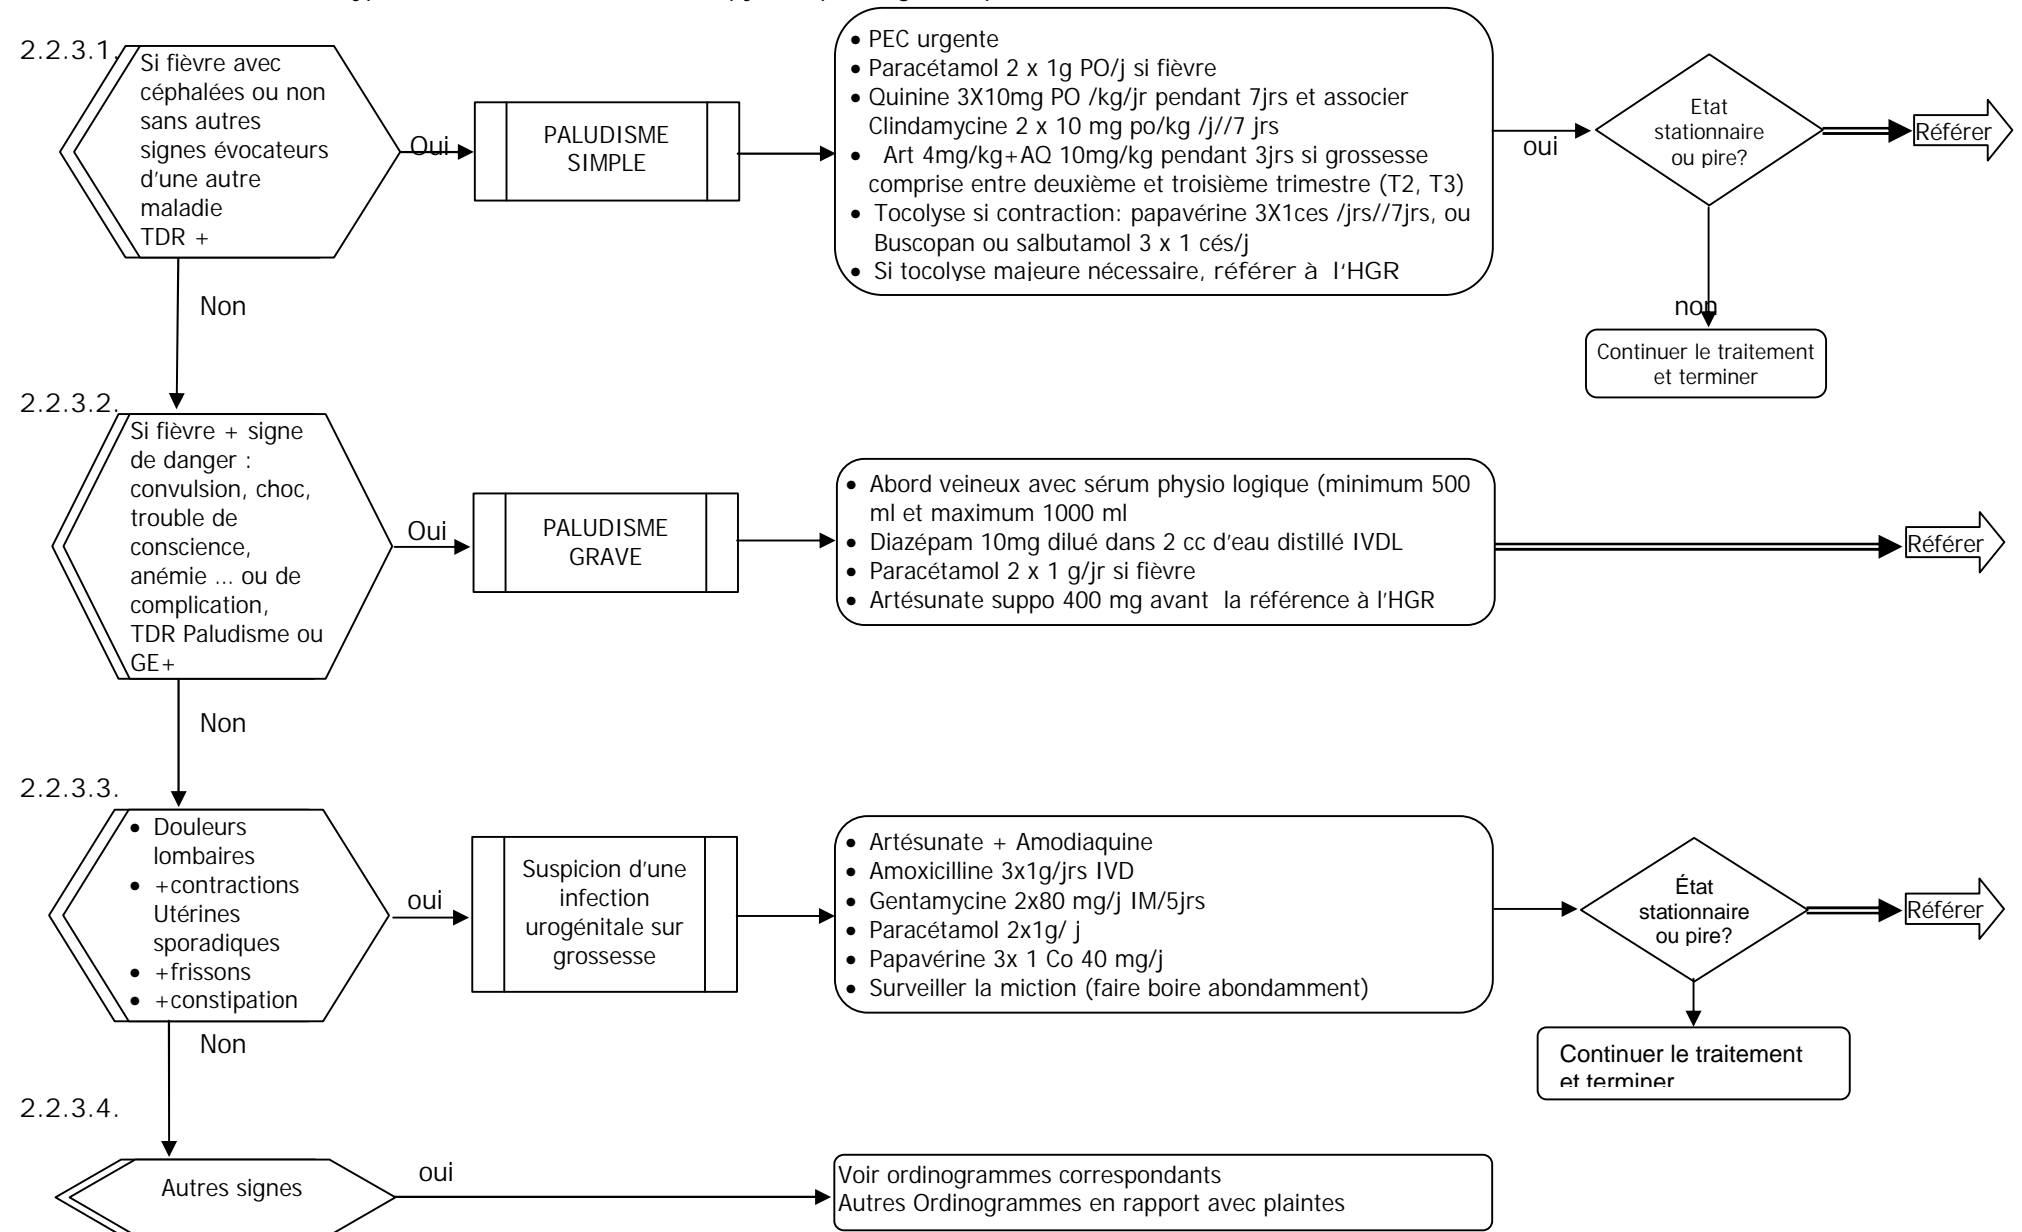 2.2.3.1.
Si fièvre avec
céphalées ou non
sans autres
signes évocateurs
d'une autre
maladie
TDR +
Oui
PALUDISME
SIMPLE
• PEC urgente
• Paracétamol 2 x 1g PO/j si fièvre
• Quinine 3X10mg PO /kg/jr pendant 7jrs et associer
Clindamycine 2 x 10 mg po/kg /j//7 jrs
• Art 4mg/kg+AQ 10mg/kg pendant 3jrs si grossesse
comprise entre deuxième et troisième trimestre (T2, T3)
• Tocolyse si contraction: papavérine 3X1ces /jrs//7jrs, ou
Buscopan ou salbutamol 3 x 1 cés/j
• Si tocolyse majeure nécessaire, référer à l'HGR
oui
Etat
stationnaire
ou pire?
Référer
Non
non
Continuer le traitement
et terminer
2.2.3.2.
Si fièvre + signe
de danger :
convulsion, choc,
trouble de
conscience,
anémie ... ou de
complication,
TDR Paludisme ou
GE+
Oui
PALUDISME
GRAVE
• Abord veineux avec sérum physio logique (minimum 500
ml et maximum 1000 ml
• Diazépam 10mg dilué dans 2 cc d'eau distillé IVDL
• Paracétamol 2 x 1 g/jr si fièvre
• Artésunate suppo 400 mg avant la référence à l'HGR
Référer
Non
2.2.3.3.
• Douleurs
lombaires
• +contractions
Utérines
sporadiques
• +frissons
• +constipation
oui
Suspicion d'une
infection
urogénitale sur
grossesse
• Artésunate + Amodiaquine
• Amoxicilline 3x1g/jrs IVD
• Gentamycine 2x80 mg/j IM/5jrs
• Paracétamol 2x1g/ j
• Papavérine 3x 1 Co 40 mg/j
• Surveiller la miction (faire boire abondamment)
État
stationnaire
ou pire?
Référer
Non
Continuer le traitement
et terminer
2.2.3.4.
Autres signes
oui
Voir ordinogrammes correspondants
Autres Ordinogrammes en rapport avec plaintes